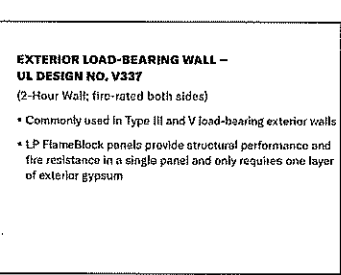 EXTERIOR LOAD-BEARING WALL –
UL DESIGN NO. V337
(2-Hour Wall; fire-rated both sides)
• Commonly used in Type III and V load-bearing exterior walls
• LP FlameBlock panels provide structural performance and
fire resistance in a single panel and only requires one layer
of exterior gypsum